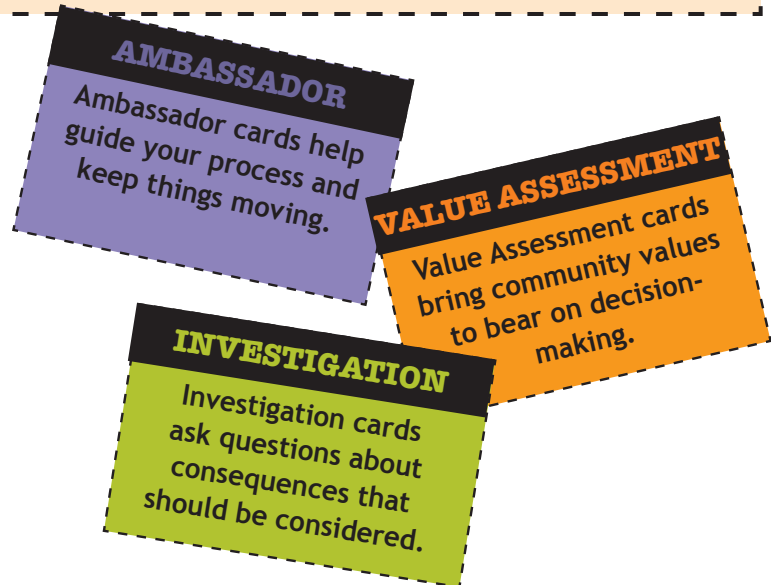 AMBASSADOR
Ambassador cards help
guide your process and
keep things moving.
VALUE ASSESSMENT
Value Assessment cards
bring community values
to bear on decision-
making.
INVESTIGATION
Investigation cards
ask questions about
consequences that
should be considered.